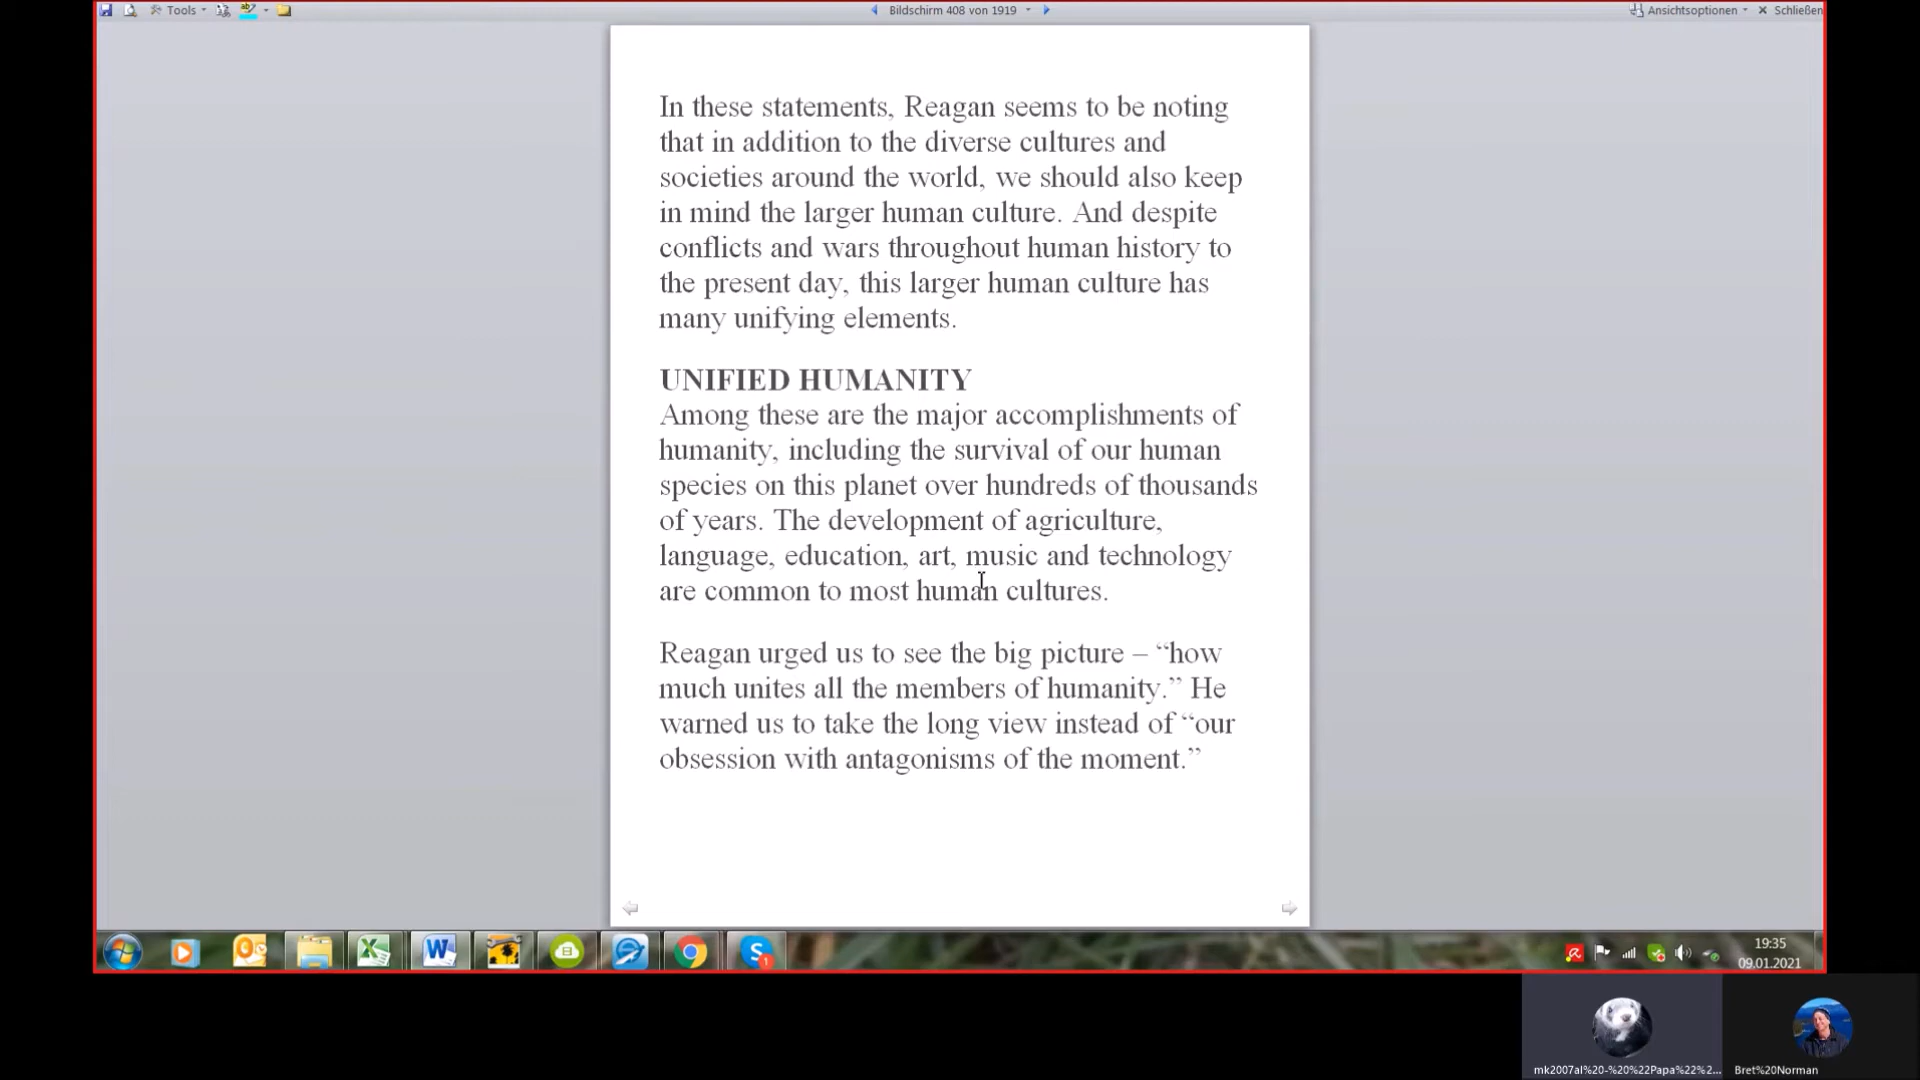 Tools
Bildschirm 408 von 1919
Ansichtsoptionen
Schließen
In these statements, Reagan seems to be noting
that in addition to the diverse cultures and
societies around the world, we should also keep
in mind the larger human culture. And despite
conflicts and wars throughout human history to
the present day, this larger human culture has
many unifying elements.
UNIFIED HUMANITY
Among these are the major accomplishments of
humanity, including the survival of our human
species on this planet over hundreds of thousands
of years. The development of agriculture,
language, education, art, music and technology
are common to most human cultures.
Reagan urged us to see the big picture – “how
much unites all the members of humanity.” He
warned us to take the long view instead of “our
obsession with antagonisms of the moment.”
19:35
09.01.2021
mk2007al%20-%20%22Papa%22%2...
Bret%20Norman